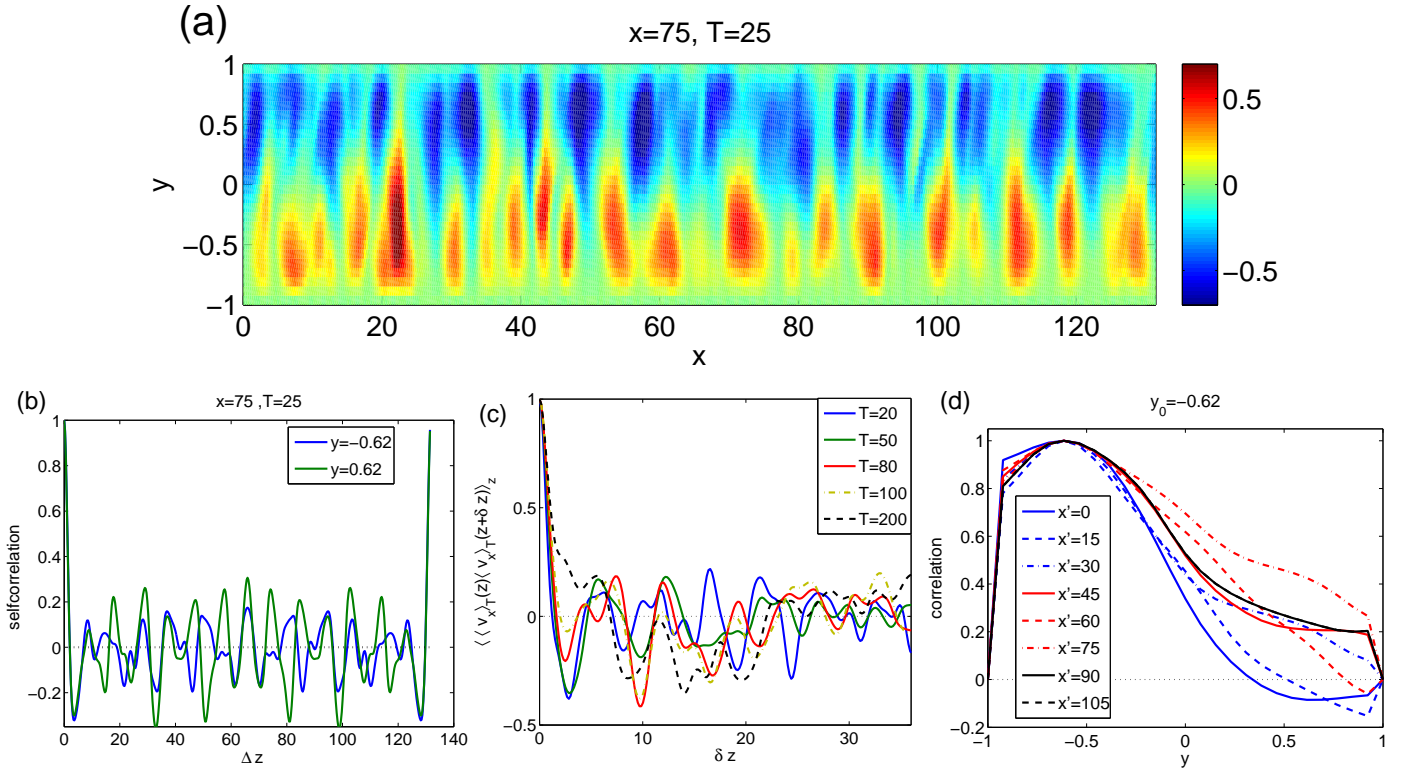 (a)
x=75, T=25
1
0.5
0
−0.5
−1
y
0 20 40 60 80 100 120
x
0.5
0
−0.5
(b)
x=75 ,T=25
1
0.8
0.6
0.4
0.2
0
−0.2
selfcorrelation
y=−0.62
y=0.62
0 20 40 60 80 100 120 140
Δ z
(c)
1
0.5
0
−0.5
⟨ ⟨ v_x⟩_T(z)⟨ v_x⟩_T(z+δ z)⟩_z
T=20
T=50
T=80
T=100
T=200
0 10 20 30
δ z
(d)
y_0=−0.62
1
0.8
0.6
0.4
0.2
0
−0.2
correlation
x'=0
x'=15
x'=30
x'=45
x'=60
x'=75
x'=90
x'=105
−1 −0.5 0 0.5 1
y